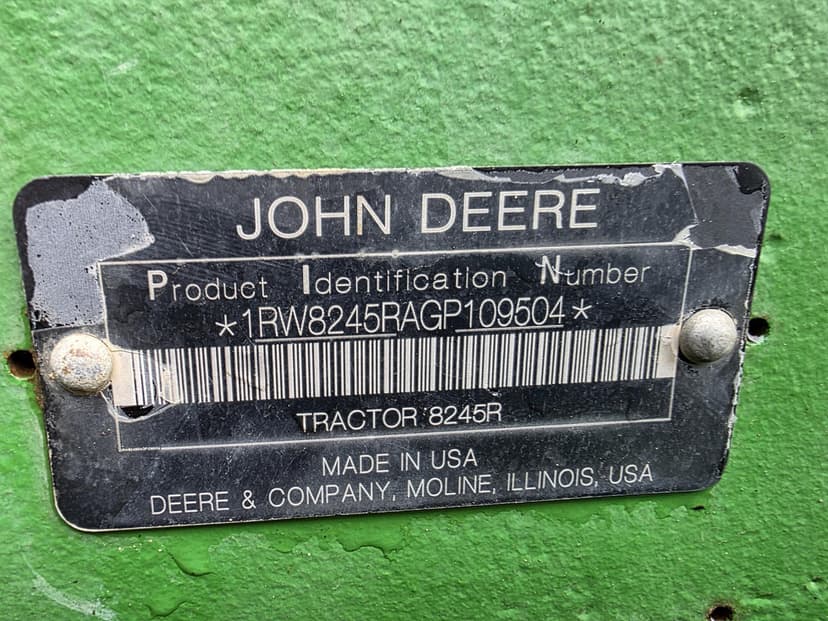 JOHN DEERE
Product Identification Number
*1RW8245RAGP109504*
TRACTOR 8245R
MADE IN USA
DEERE & COMPANY, MOLINE, ILLINOIS, USA